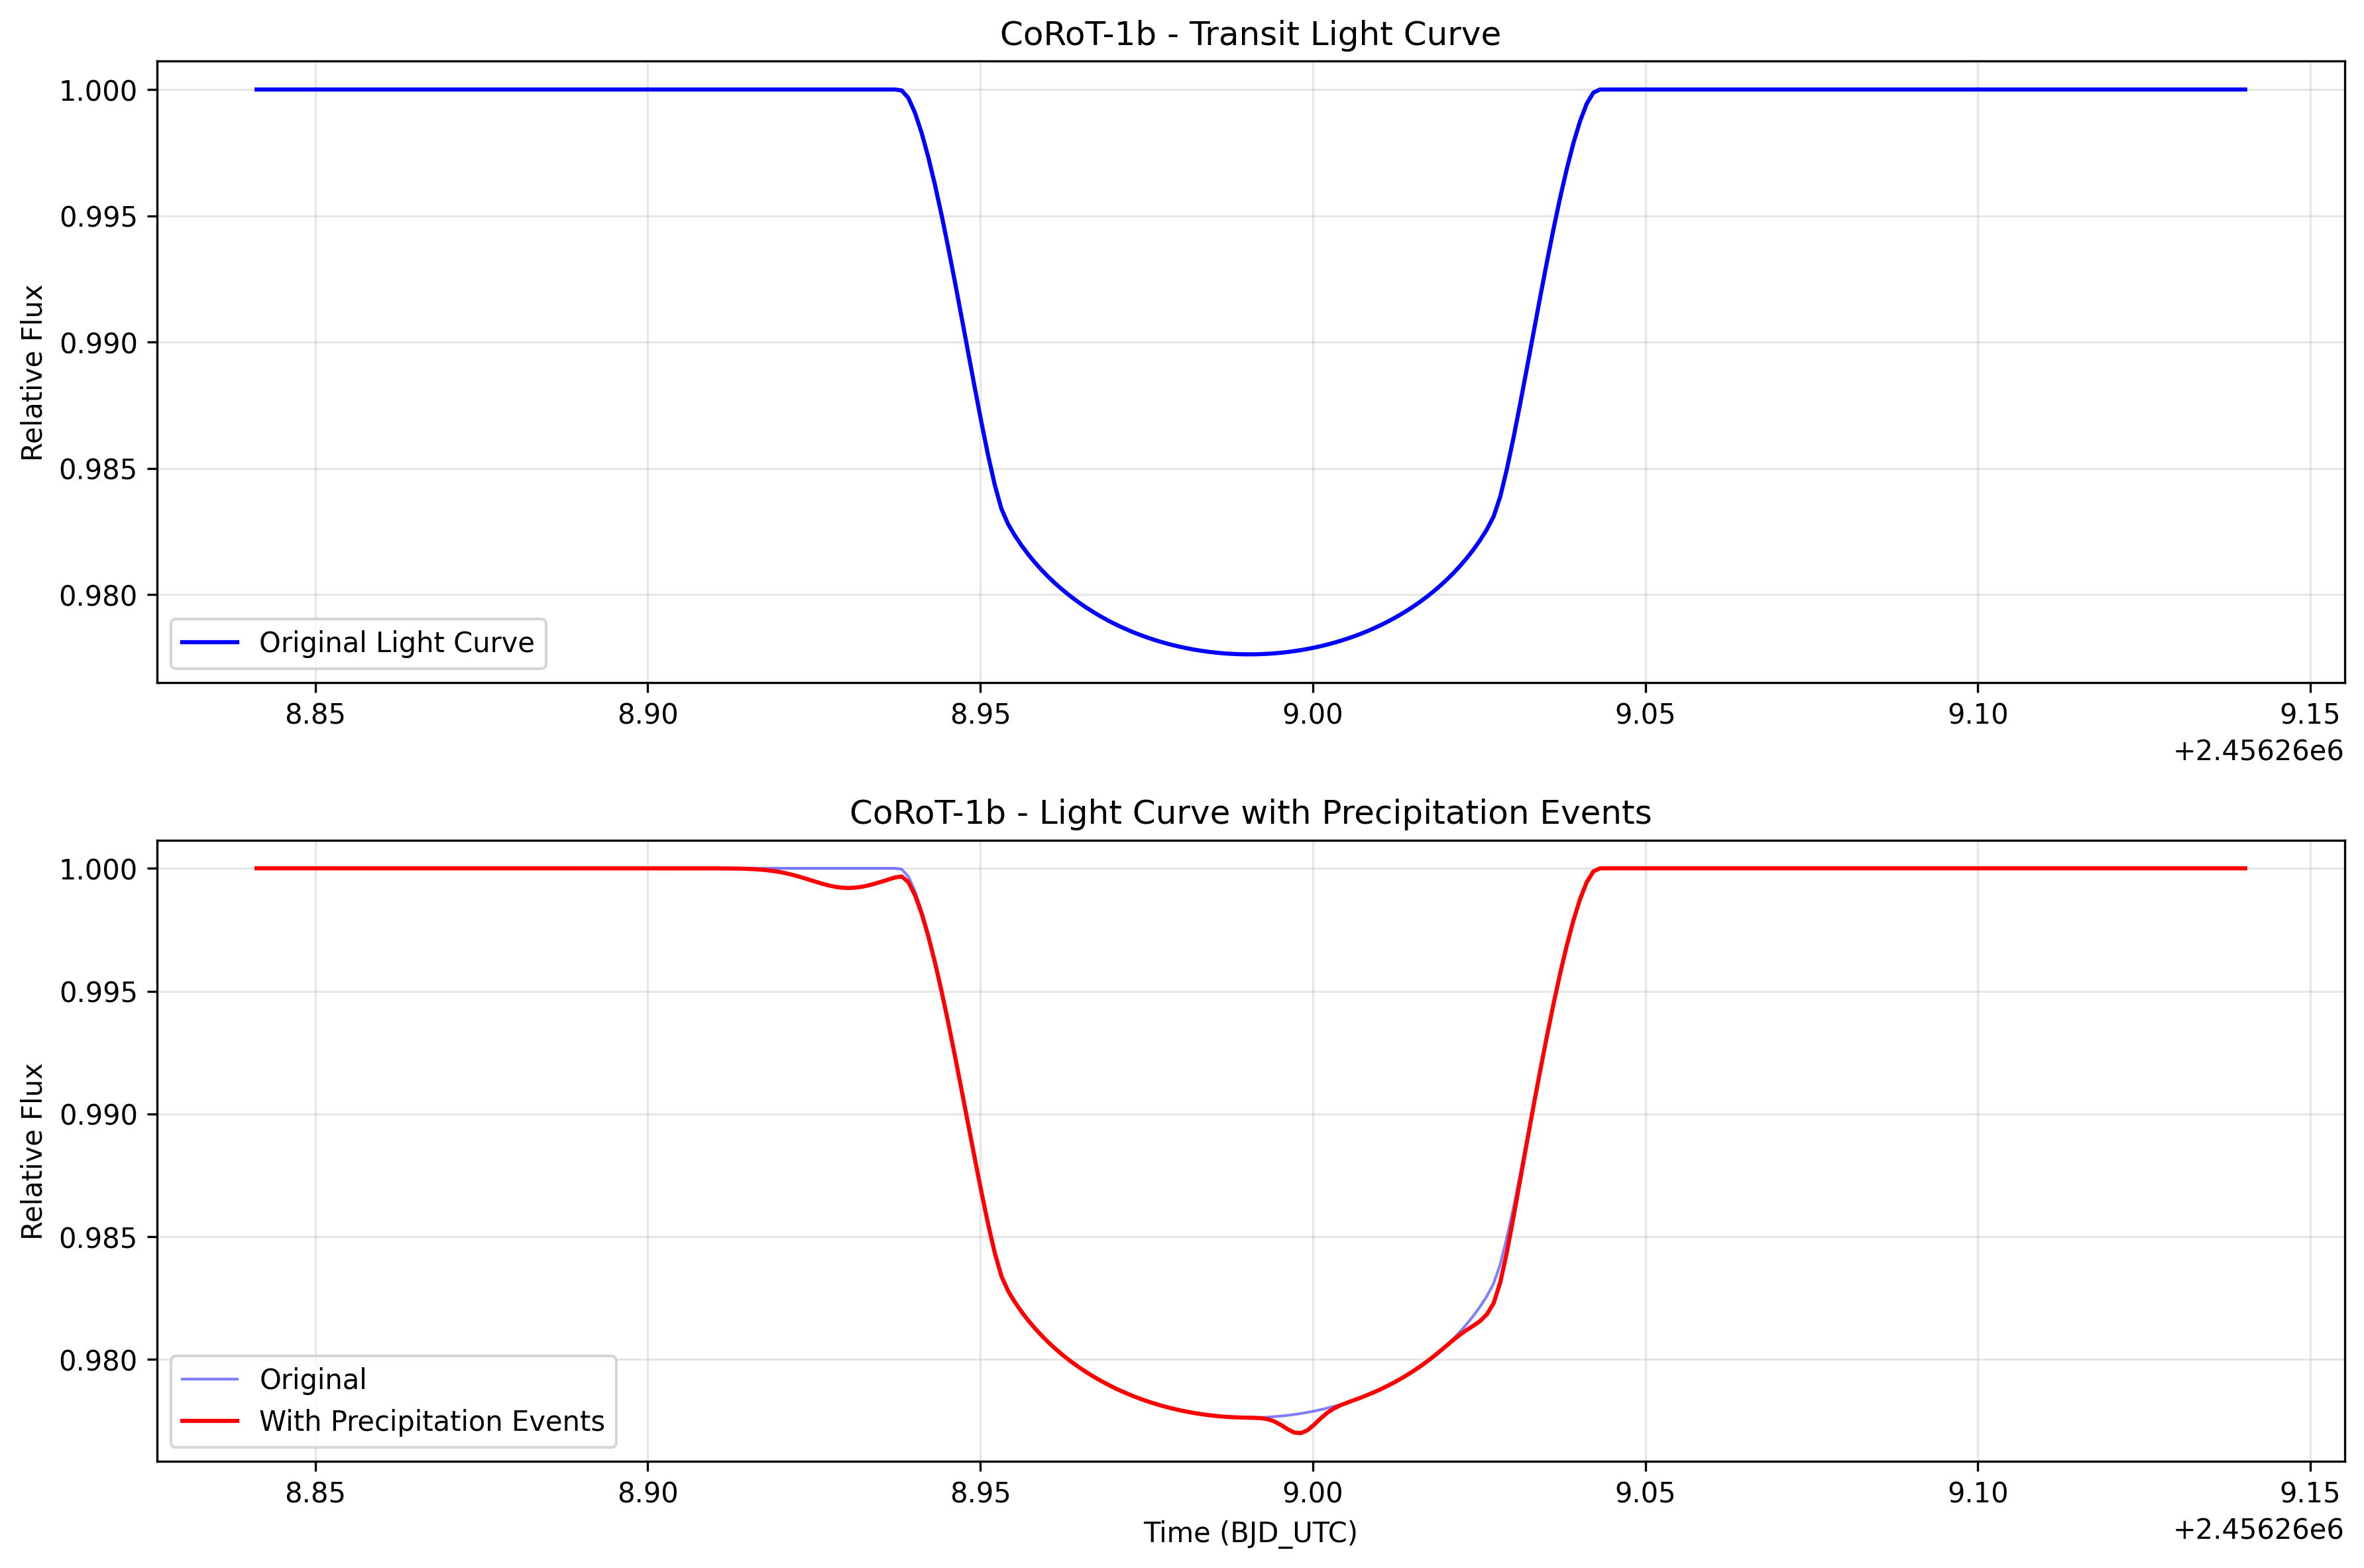 CoRoT-1b - Transit Light Curve
Relative Flux
1.000
0.995
0.990
0.985
0.980
Original Light Curve
8.85 8.90 8.95 9.00 9.05 9.10 9.15
+2.45626e6
CoRoT-1b - Light Curve with Precipitation Events
Relative Flux
1.000
0.995
0.990
0.985
0.980
Original
With Precipitation Events
8.85 8.90 8.95 9.00 9.05 9.10 9.15
Time (BJD_UTC)
+2.45626e6